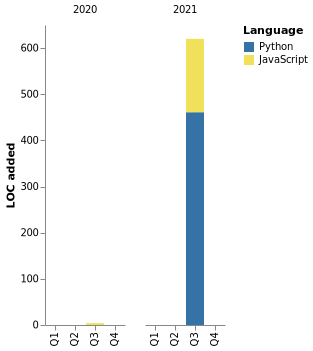 2020
2021
Language
Python
JavaScript
LOC added
600
500
400
300
200
100
0
Q1
Q2
Q3
Q4
Q1
Q2
Q3
Q4